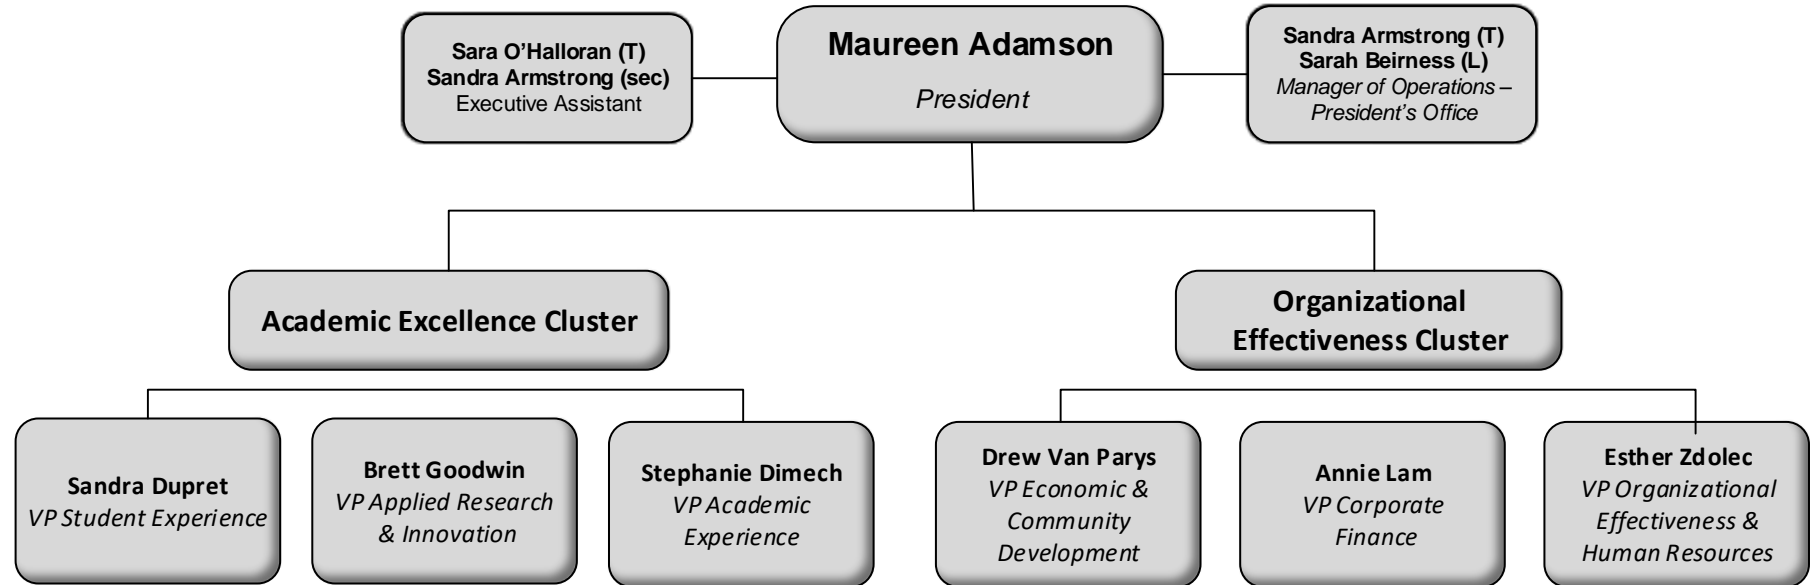 Sara O'Halloran (T)
Sandra Armstrong (sec)
Executive Assistant
Maureen Adamson
President
Sandra Armstrong (T)
Sarah Beirness (L)
Manager of Operations –
President's Office
Academic Excellence Cluster
Organizational
Effectiveness Cluster
Sandra Dupret
VP Student Experience
Brett Goodwin
VP Applied Research
& Innovation
Stephanie Dimech
VP Academic
Experience
Drew Van Parys
VP Economic &
Community
Development
Annie Lam
VP Corporate
Finance
Esther Zdolec
VP Organizational
Effectiveness &
Human Resources